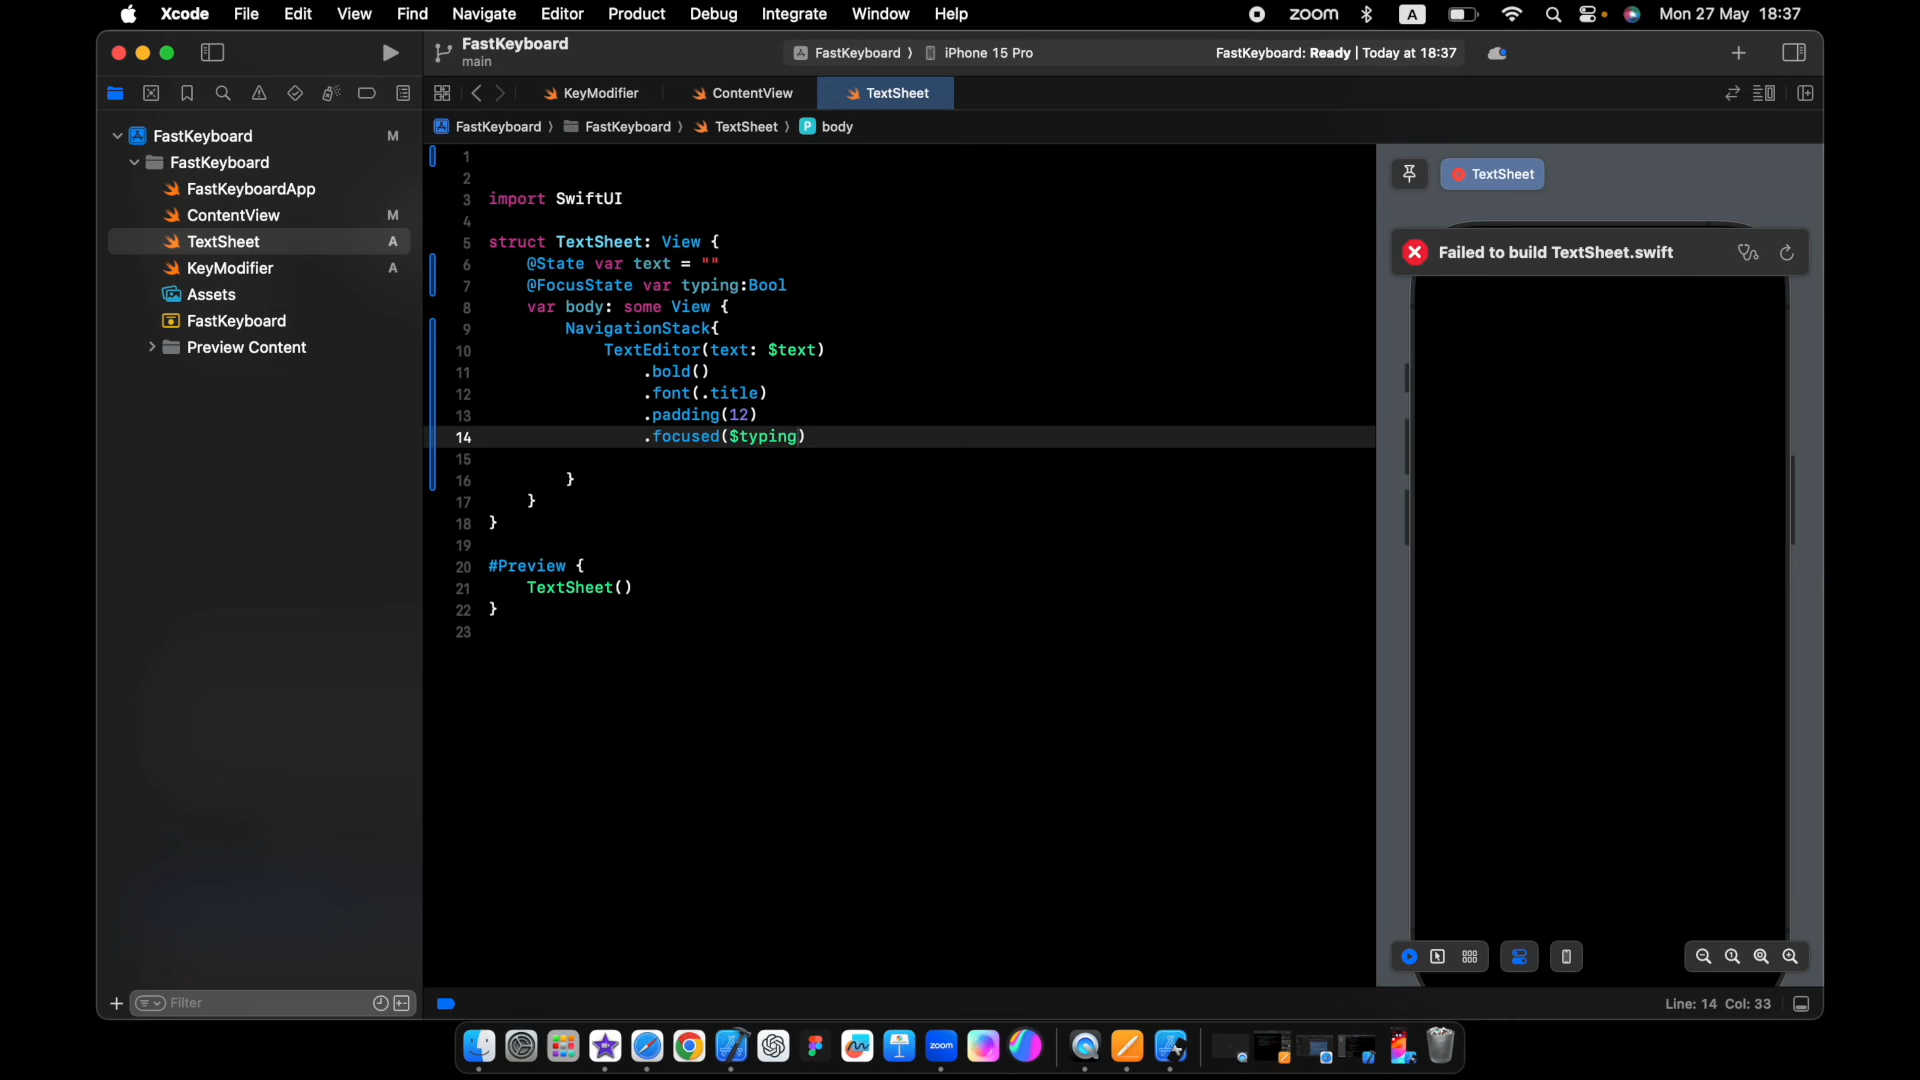 Xcode File Edit View Find Navigate Editor Product Debug Integrate Window Help zoom A Mon 27 May 18:37
FastKeyboard
main
FastKeyboard 〉 iPhone 15 Pro
FastKeyboard: Ready | Today at 18:37
KeyModifier ContentView TextSheet
FastKeyboard 〉 FastKeyboard 〉 TextSheet 〉 P body
FastKeyboard M
FastKeyboard
FastKeyboardApp
ContentView M
TextSheet A
KeyModifier A
Assets
FastKeyboard
Preview Content
1
2
3 import SwiftUI
4
5 struct TextSheet: View {
6 @State var text = ""
7 @FocusState var typing:Bool
8 var body: some View {
9 NavigationStack{
10 TextEditor(text: $text)
11 .bold()
12 .font(.title)
13 .padding(12)
14 .focused($typing)
15
16 }
17 }
18 }
19
20 #Preview {
21 TextSheet()
22 }
23
TextSheet
Failed to build TextSheet.swift
Filter
Line: 14 Col: 33
zoom